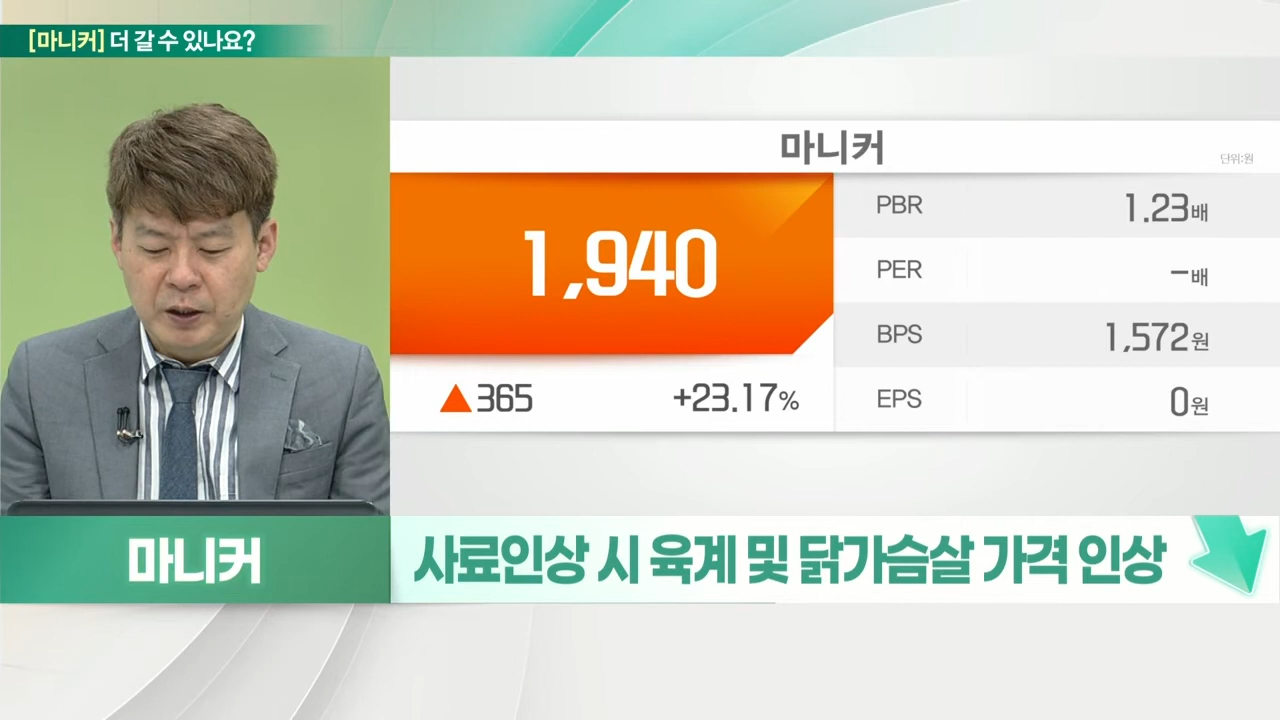 [마니커] 더 갈 수 있나요?
마니커
단위:원
1,940
▲365 +23.17%
PBR 1.23배
PER -배
BPS 1,572원
EPS 0원
마니커
사료인상 시 육계 및 닭가슴살 가격 인상